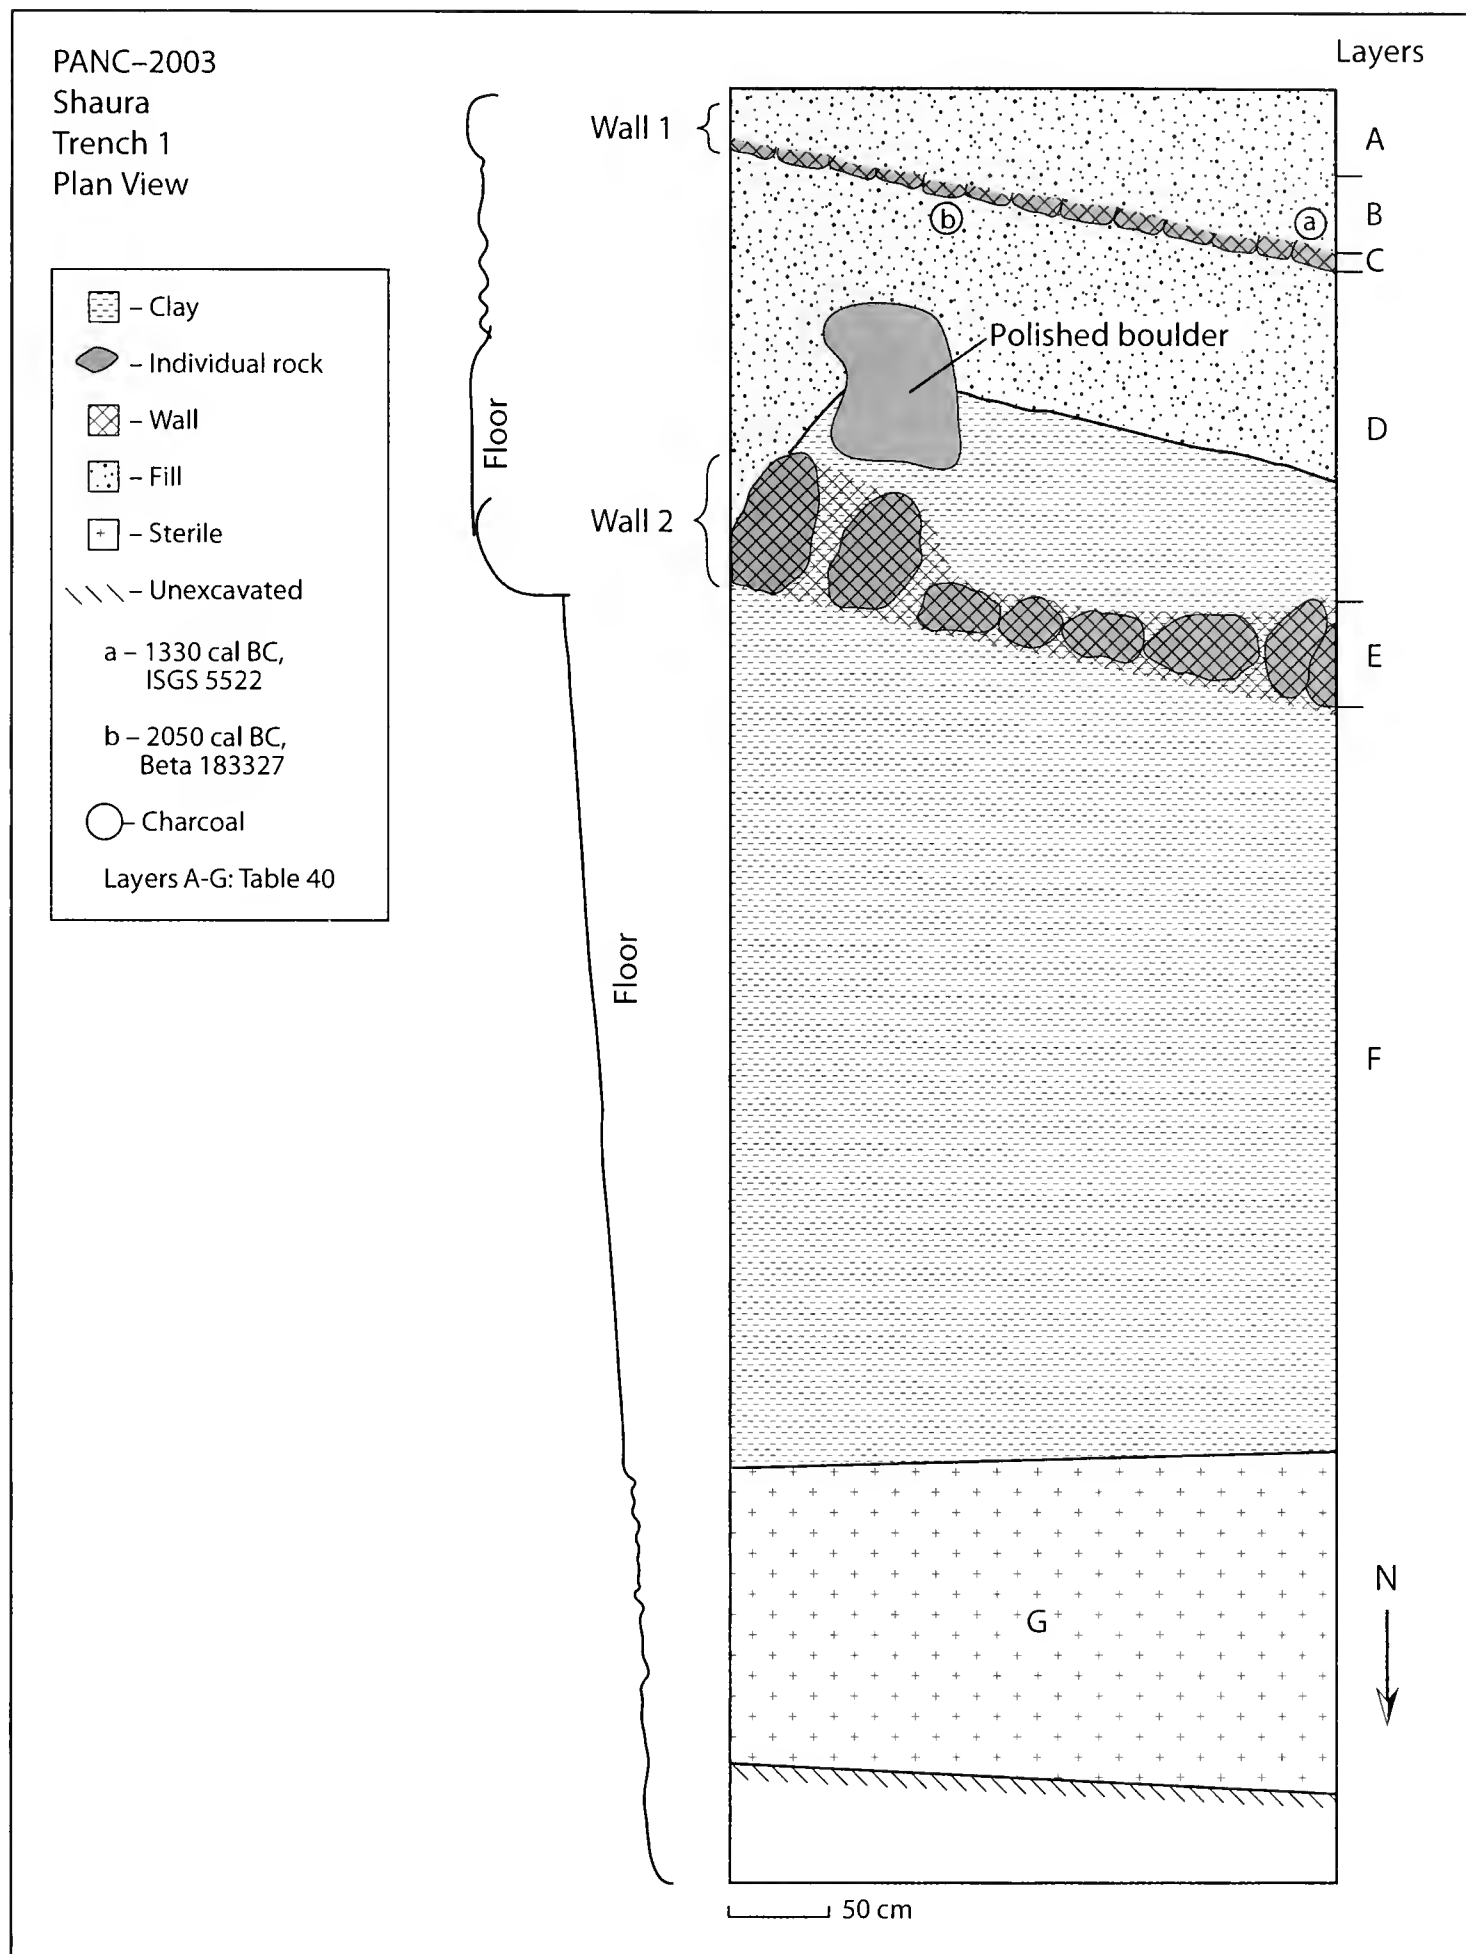 PANC–2003
Shaura
Trench 1
Plan View
Layers
Wall 1
A
B
C
b
a
Polished boulder
D
Floor
Wall 2
E
– Clay
– Individual rock
– Wall
– Fill
– Sterile
– Unexcavated
a – 1330 cal BC,
ISGS 5522
b – 2050 cal BC,
Beta 183327
– Charcoal
Layers A-G: Table 40
Floor
F
G
N
50 cm